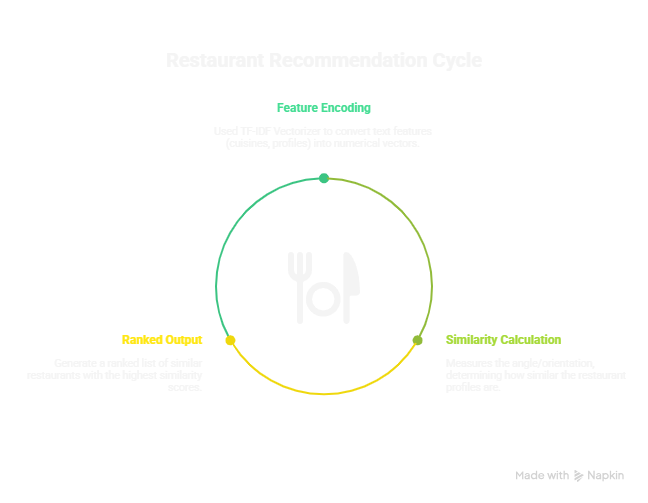 Restaurant Recommendation Cycle
Feature Encoding
Used TF-IDF Vectorizer to convert text features
(cuisines, profiles) into numerical vectors.
Ranked Output
Generate a ranked list of similar
restaurants with the highest similarity
scores.
Similarity Calculation
Measures the angle/orientation,
determining how similar the restaurant
profiles are.
Made with Napkin